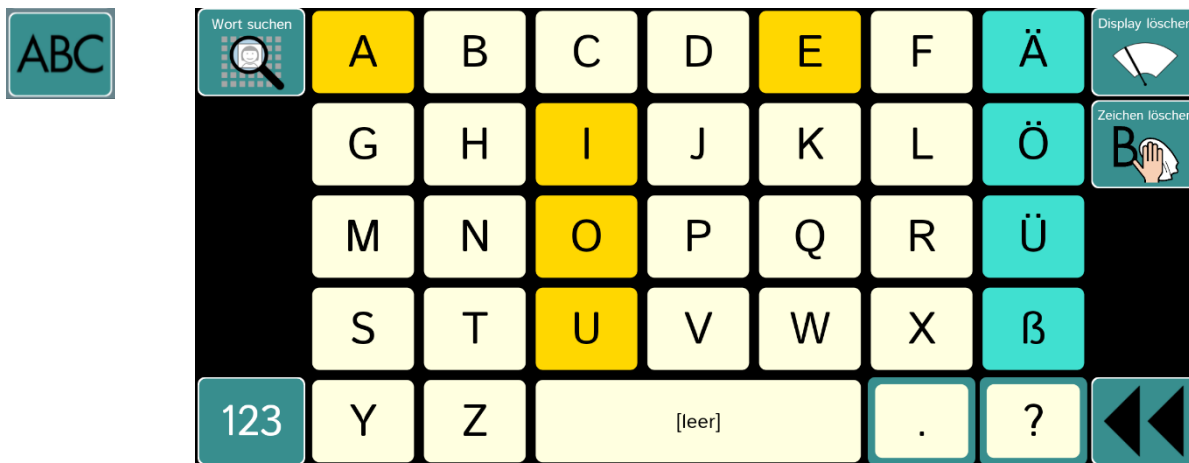 ABC
Wort suchen A B C D E F Ä Display löschen
G H I J K L Ö Zeichen löschen B
M N O P Q R Ü
S T U V W X ß
123 Y Z [leer] . ?